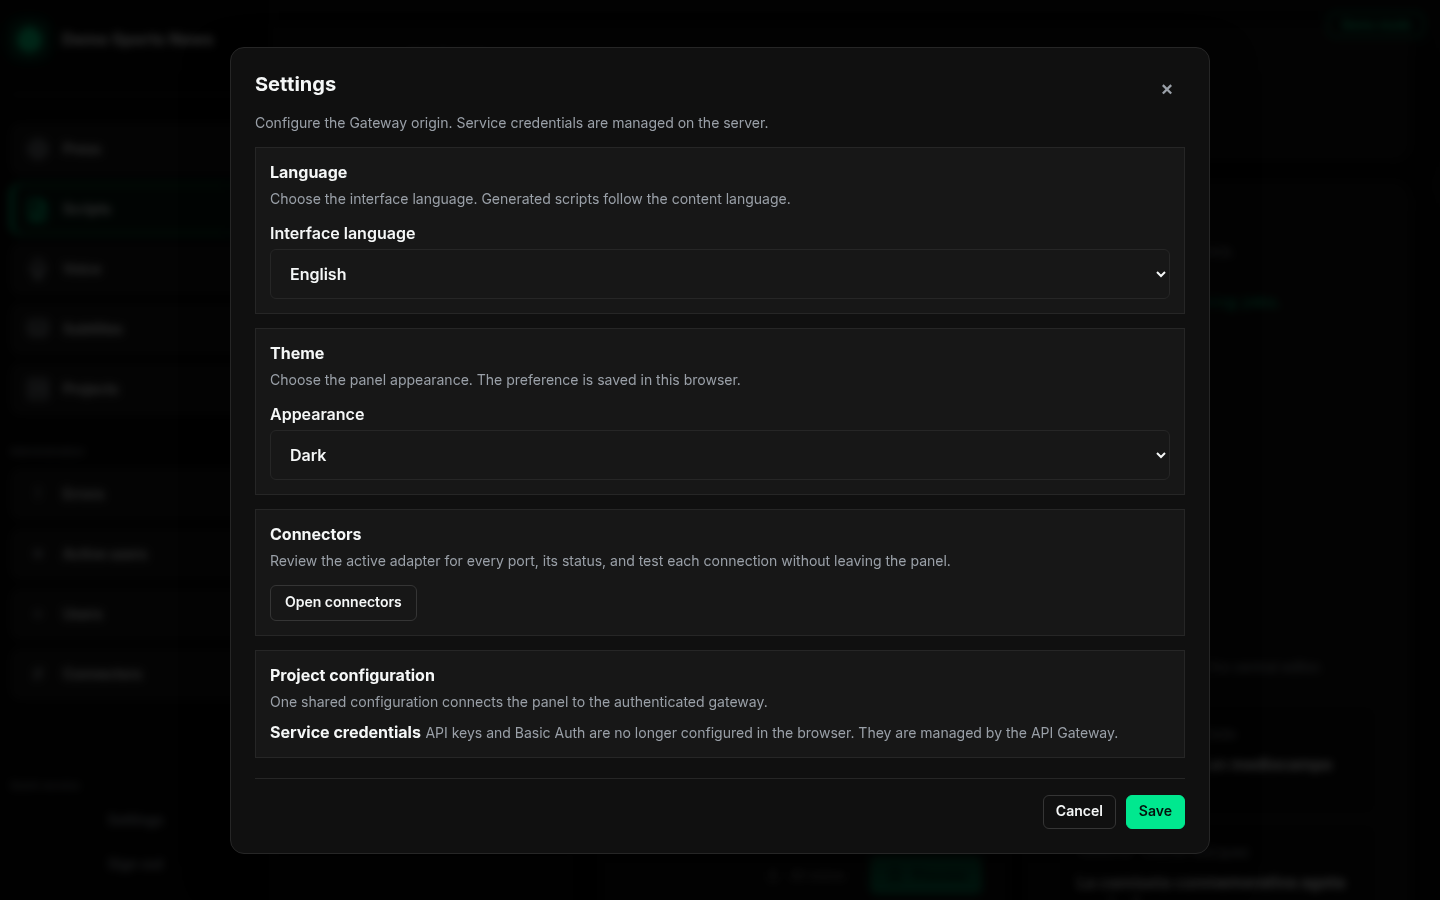 Settings
×
Configure the Gateway origin. Service credentials are managed on the server.
Language
Choose the interface language. Generated scripts follow the content language.
Interface language
English
Theme
Choose the panel appearance. The preference is saved in this browser.
Appearance
Dark
Connectors
Review the active adapter for every port, its status, and test each connection without leaving the panel.
Open connectors
Project configuration
One shared configuration connects the panel to the authenticated gateway.
Service credentials API keys and Basic Auth are no longer configured in the browser. They are managed by the API Gateway.
Cancel
Save